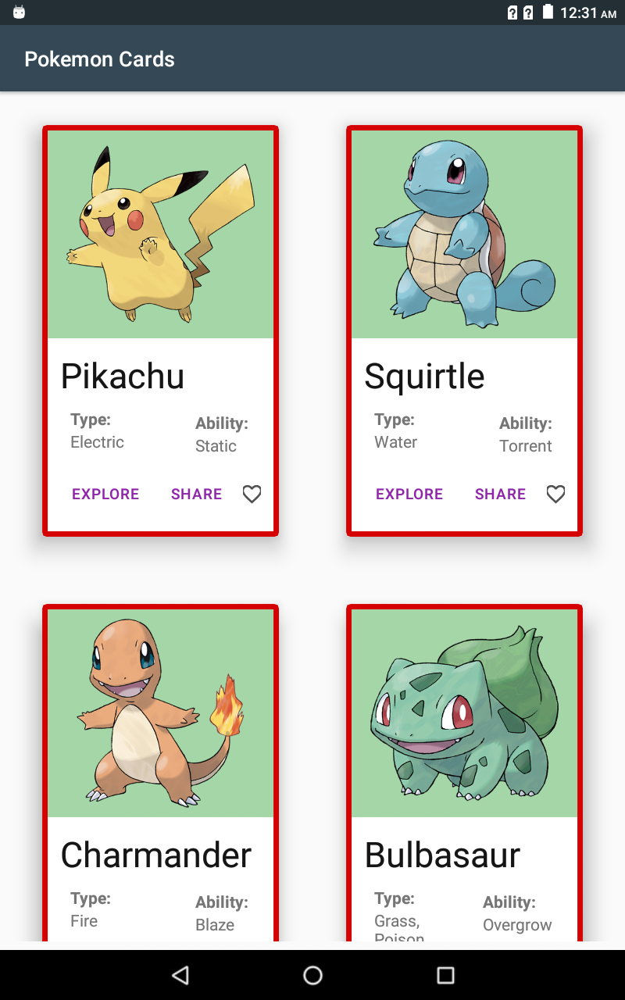 12:31 AM
Pokemon Cards
Pikachu
Type:
Electric
Ability:
Static
EXPLORE SHARE
Squirtle
Type:
Water
Ability:
Torrent
EXPLORE SHARE
Charmander
Type:
Fire
Ability:
Blaze
Bulbasaur
Type:
Grass,
Poison
Ability:
Overgrow